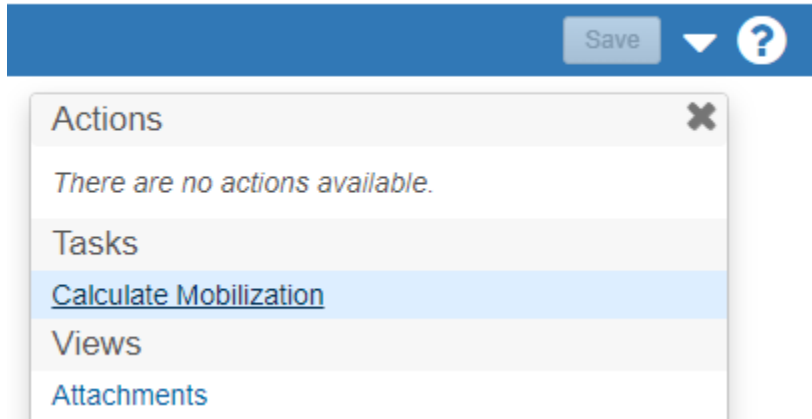 Save
?
Actions
There are no actions available.
Tasks
Calculate Mobilization
Views
Attachments